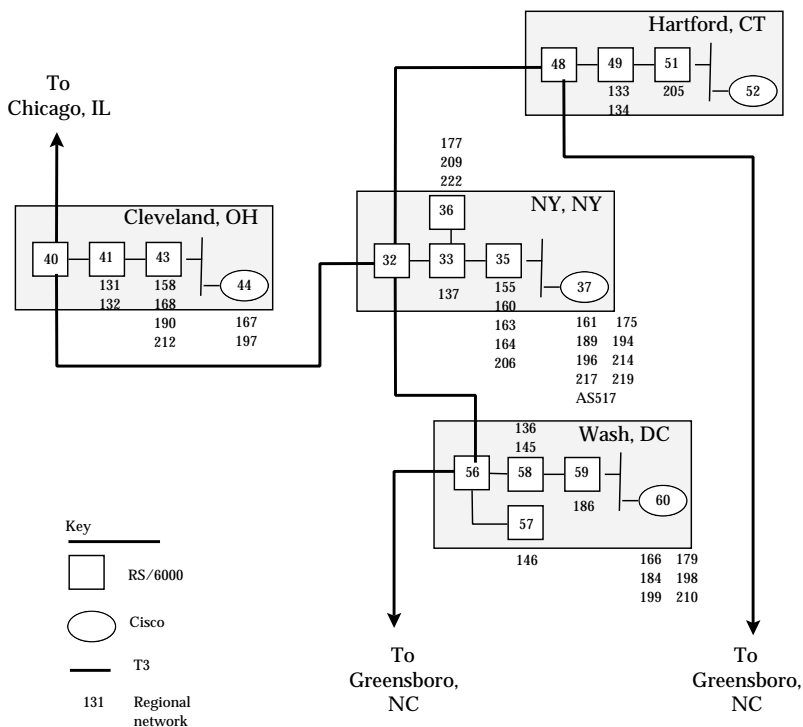 Hartford, CT
48
49
51
52
133
205
134
To
Chicago, IL
177
209
222
Cleveland, OH
40
41
43
44
131
158
132
168
190
167
212
197
NY, NY
36
32
33
35
37
137
155
160
163
164
206
161 175
189 194
196 214
217 219
AS517
Wash, DC
136
145
56
58
59
60
186
57
146
166 179
184 198
199 210
Key
RS/6000
Cisco
T3
131 Regional
network
To
Greensboro,
NC
To
Greensboro,
NC